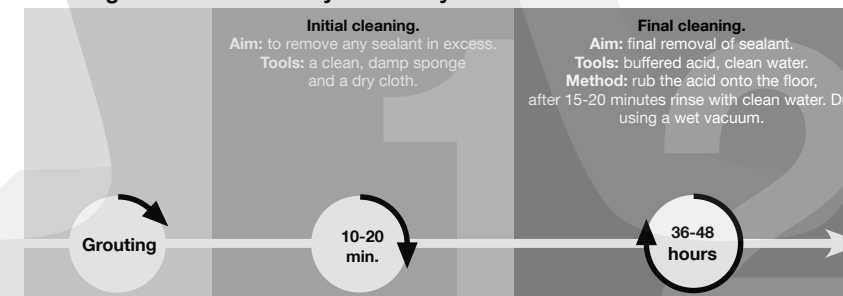 Initial cleaning.
Aim: to remove any sealant in excess.
Tools: a clean, damp sponge
and a dry cloth.
Final cleaning.
Aim: final removal of sealant.
Tools: buffered acid, clean water.
Method: rub the acid onto the floor,
after 15-20 minutes rinse with clean water.
using a wet vacuum.
1
2
Grouting
10-20
min.
36-48
hours